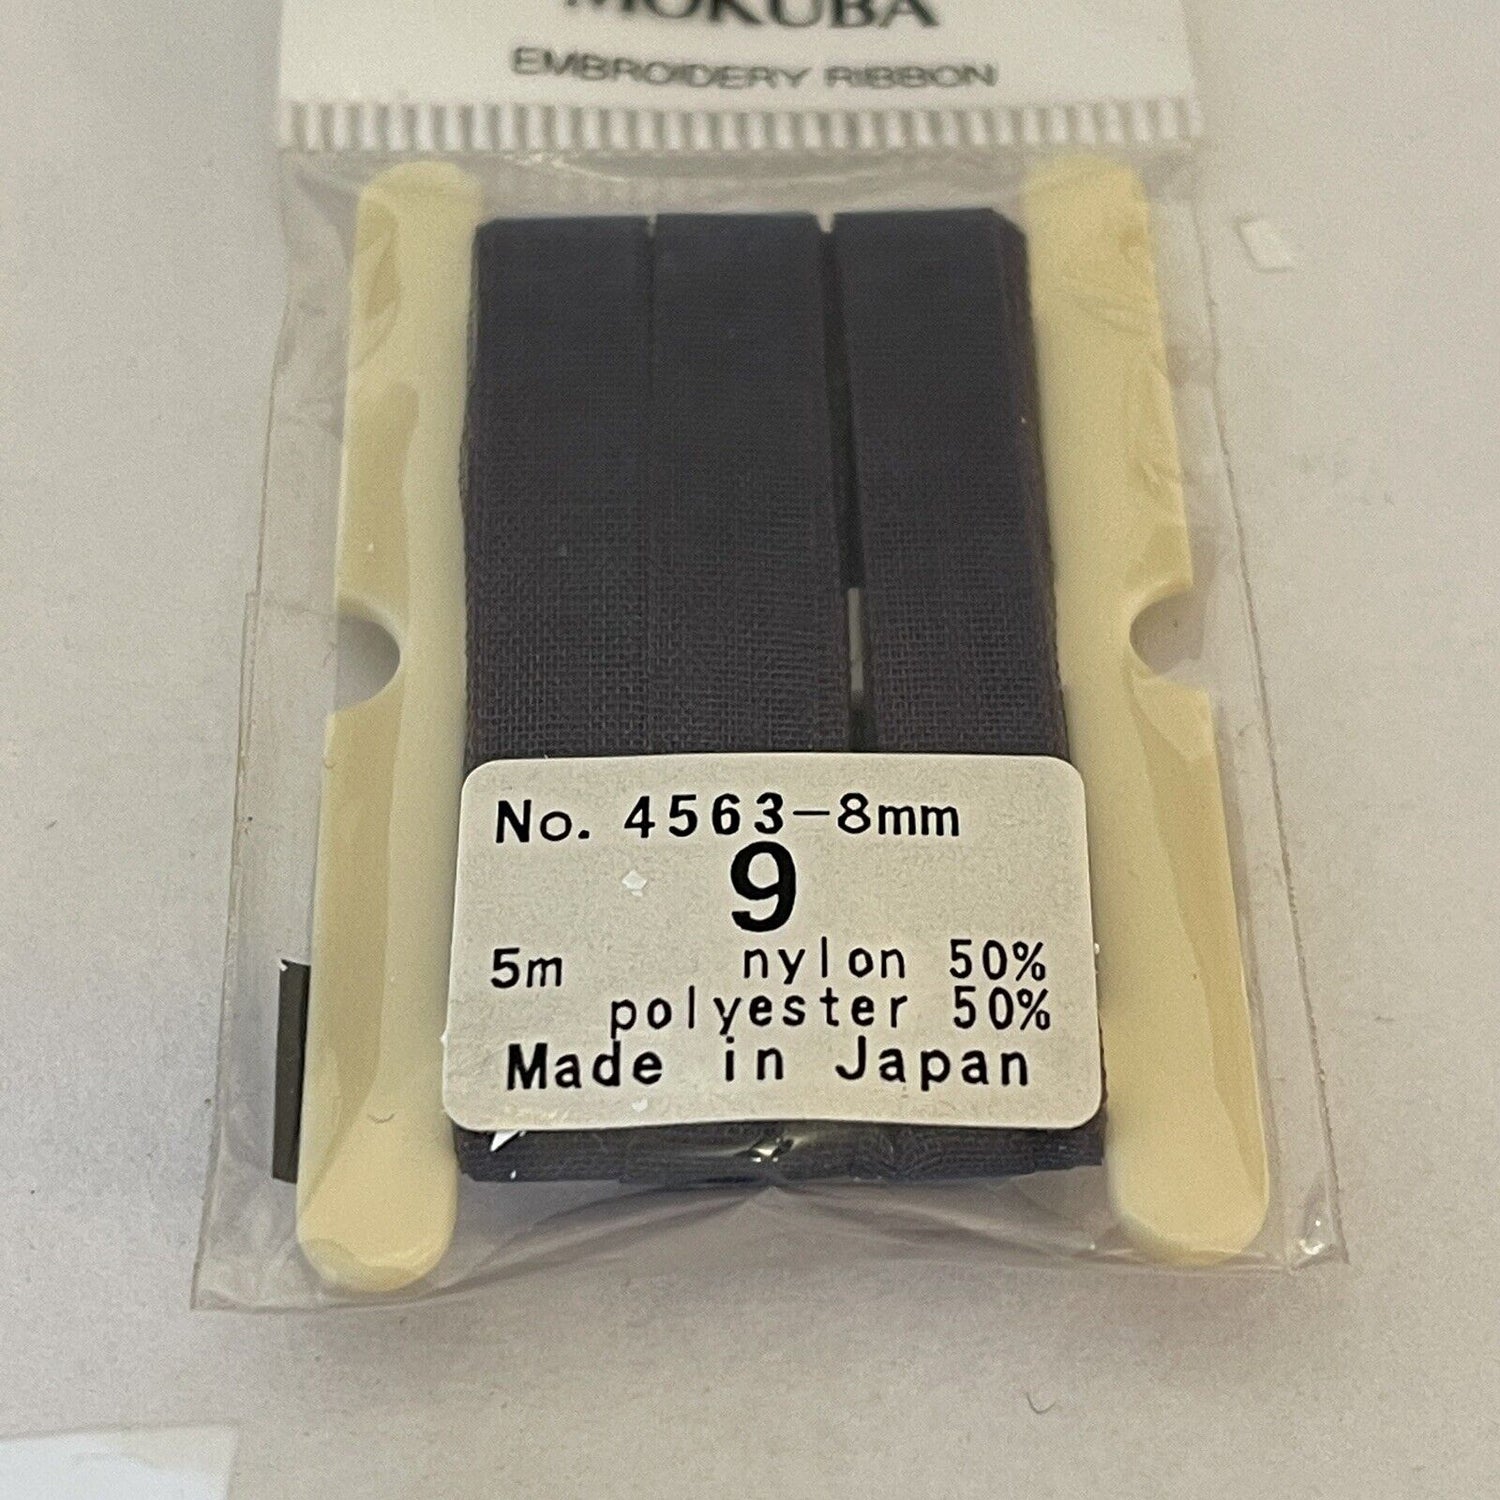 MOKUBA
EMBROIDERY RIBBON
No. 4563-8mm
9
5m nylon 50%
polyester 50%
Made in Japan